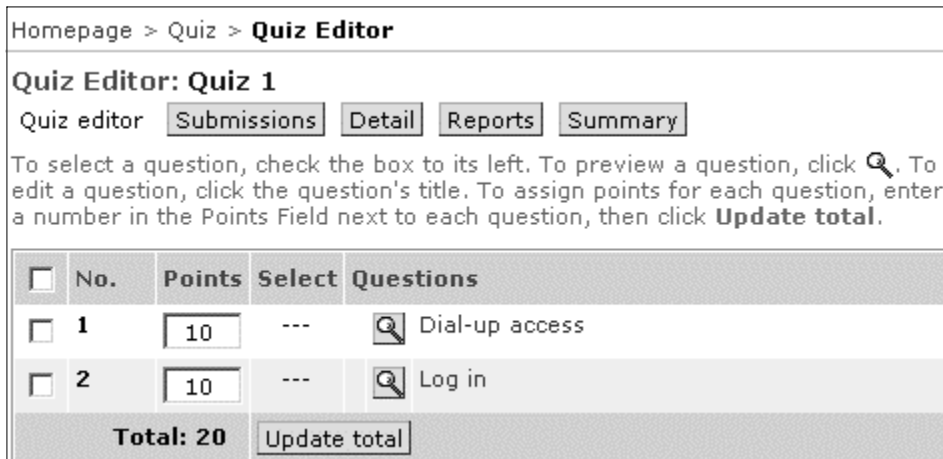 Homepage > Quiz > Quiz Editor
Quiz Editor: Quiz 1
Quiz editor Submissions Detail Reports Summary
To select a question, check the box to its left. To preview a question, click . To
edit a question, click the question's title. To assign points for each question, enter
a number in the Points Field next to each question, then click Update total.
No. Points Select Questions
1 10 --- Dial-up access
2 10 --- Log in
Total: 20 Update total